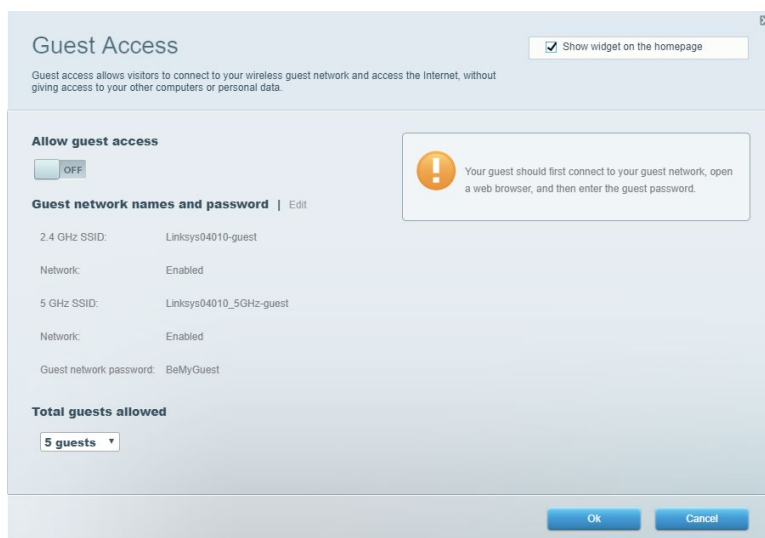 Guest Access
Show widget on the homepage
Guest access allows visitors to connect to your wireless guest network and access the Internet, without
giving access to your other computers or personal data.
Allow guest access
OFF
Your guest should first connect to your guest network, open
a web browser, and then enter the guest password.
Guest network names and password | Edit
2.4 GHz SSID: Linksys04010-guest
Network: Enabled
5 GHz SSID: Linksys04010_5GHz-guest
Network: Enabled
Guest network password: BeMyGuest
Total guests allowed
5 guests
Ok Cancel